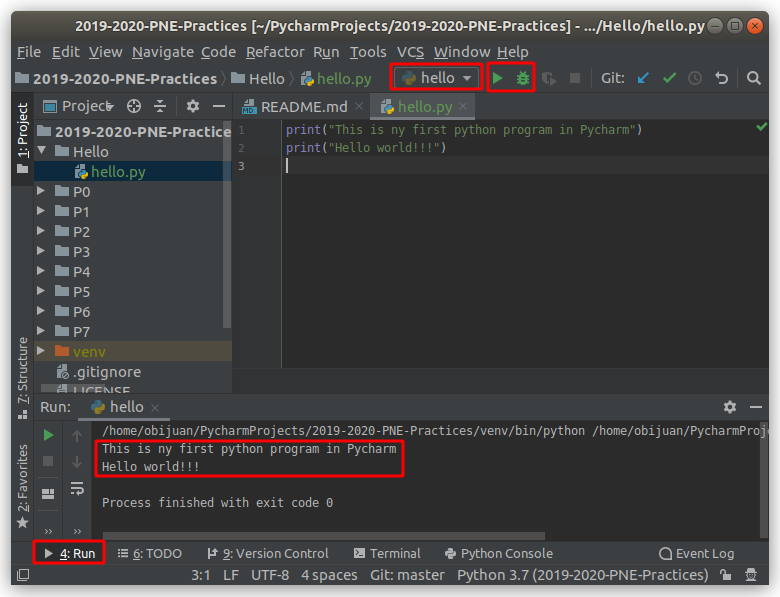 2019-2020-PNE-Practices [~/PycharmProjects/2019-2020-PNE-Practices] - .../Hello/hello.py
File Edit View Navigate Code Refactor Run Tools VCS Window Help
2019-2020-PNE-Practices Hello hello.py hello Git:
1: Project
Project
README.md
hello.py
2019-2020-PNE-Practice
Hello
hello.py
P0
P1
P2
P3
P4
P5
P6
P7
venv
.gitignore
LICENSE
1 print("This is ny first python program in Pycharm")
2 print("Hello world!!!")
3
7: Structure
2: Favorites
Run: hello
/home/obijuan/PycharmProjects/2019-2020-PNE-Practices/venv/bin/python /home/obijuan/PycharmProj
This is ny first python program in Pycharm
Hello world!!!
Process finished with exit code 0
4: Run 6: TODO 9: Version Control Terminal Python Console Event Log
3:1 LF UTF-8 4 spaces Git: master Python 3.7 (2019-2020-PNE-Practices)